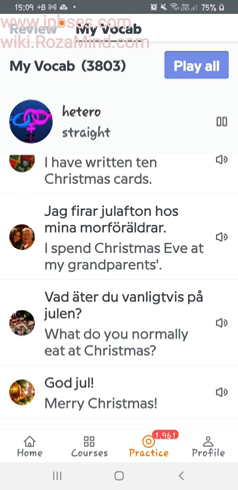 15:09
75%
www.inbses.com
Review
My Vocab
wiki.RozaMind.com
My Vocab (3803)
Play all
hetero
straight
I have written ten
Christmas cards.
Jag firar julafton hos
mina morföräldrar.
I spend Christmas Eve at
my grandparents'.
Vad äter du vanligtvis på
julen?
What do you normally
eat at Christmas?
God jul!
Merry Christmas!
1,961
Home
Courses
Practice
Profile